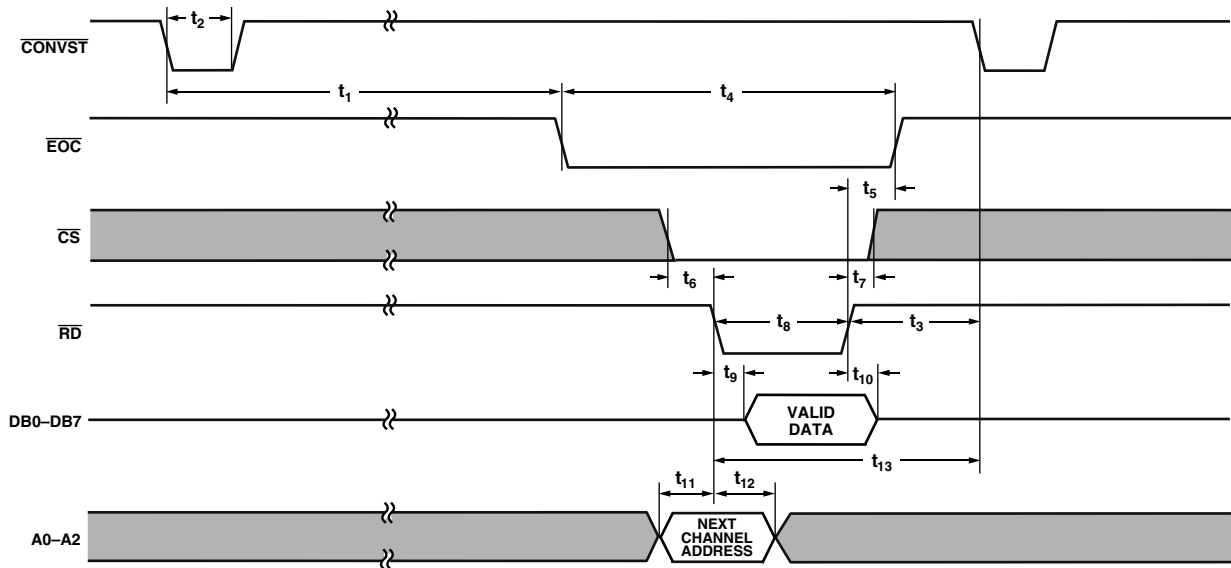 t2
CONVST
t1
t4
EOC
t5
CS
t6
t7
RD
t8
t3
t9
t10
DB0–DB7
VALID
DATA
t13
t11
t12
A0–A2
NEXT
CHANNEL
ADDRESS